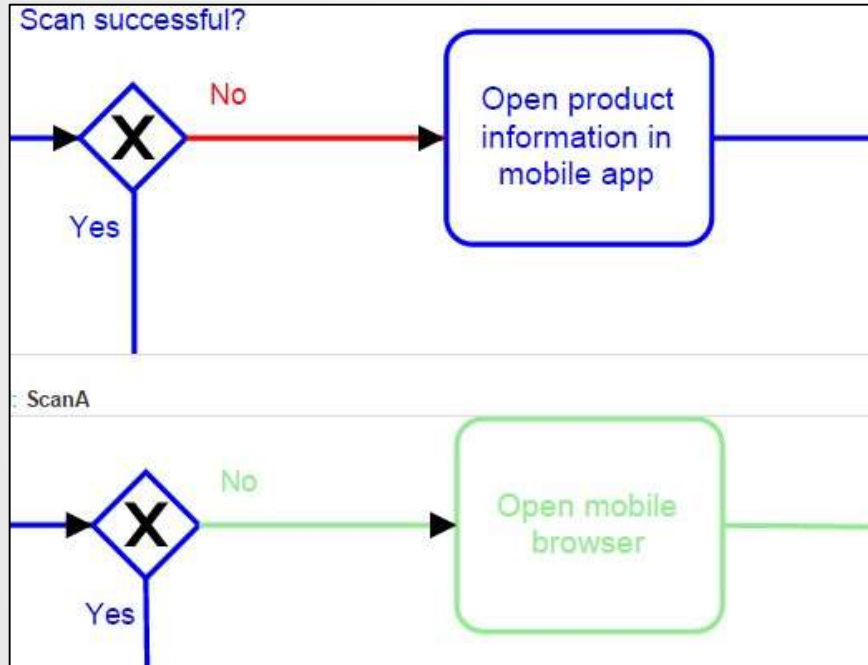 Scan successful?
No
X
Open product
information in
mobile app
Yes
: ScanA
No
X
Open mobile
browser
Yes